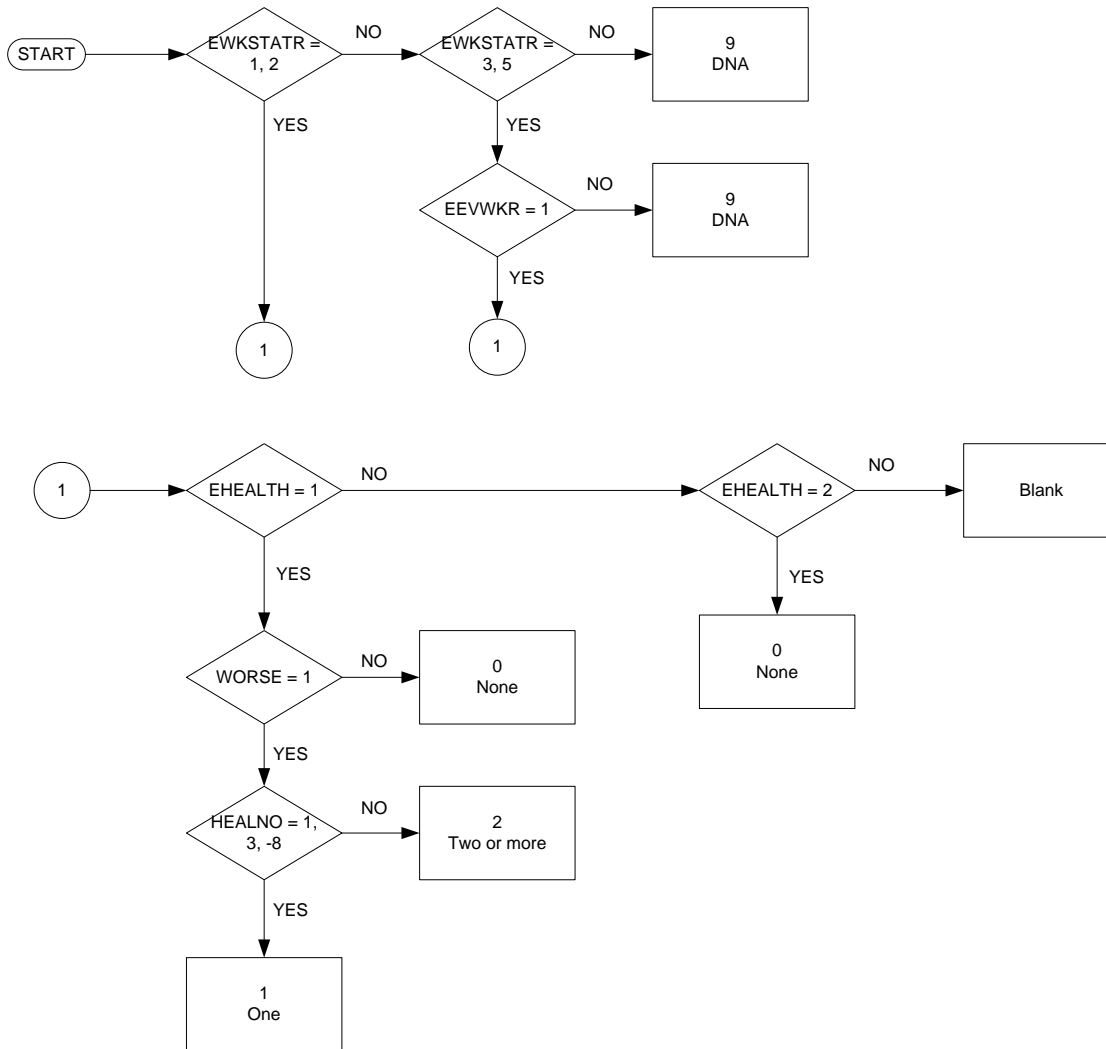 START
EWKSTATR =
1, 2
NO
EWKSTATR =
3, 5
NO
9
DNA
YES
YES
EEVWKR = 1
NO
9
DNA
YES
1
1
1
EHEALTH = 1
NO
EHEALTH = 2
NO
Blank
YES
YES
WORSE = 1
NO
0
None
0
None
YES
HEALNO = 1,
3, -8
NO
2
Two or more
YES
1
One